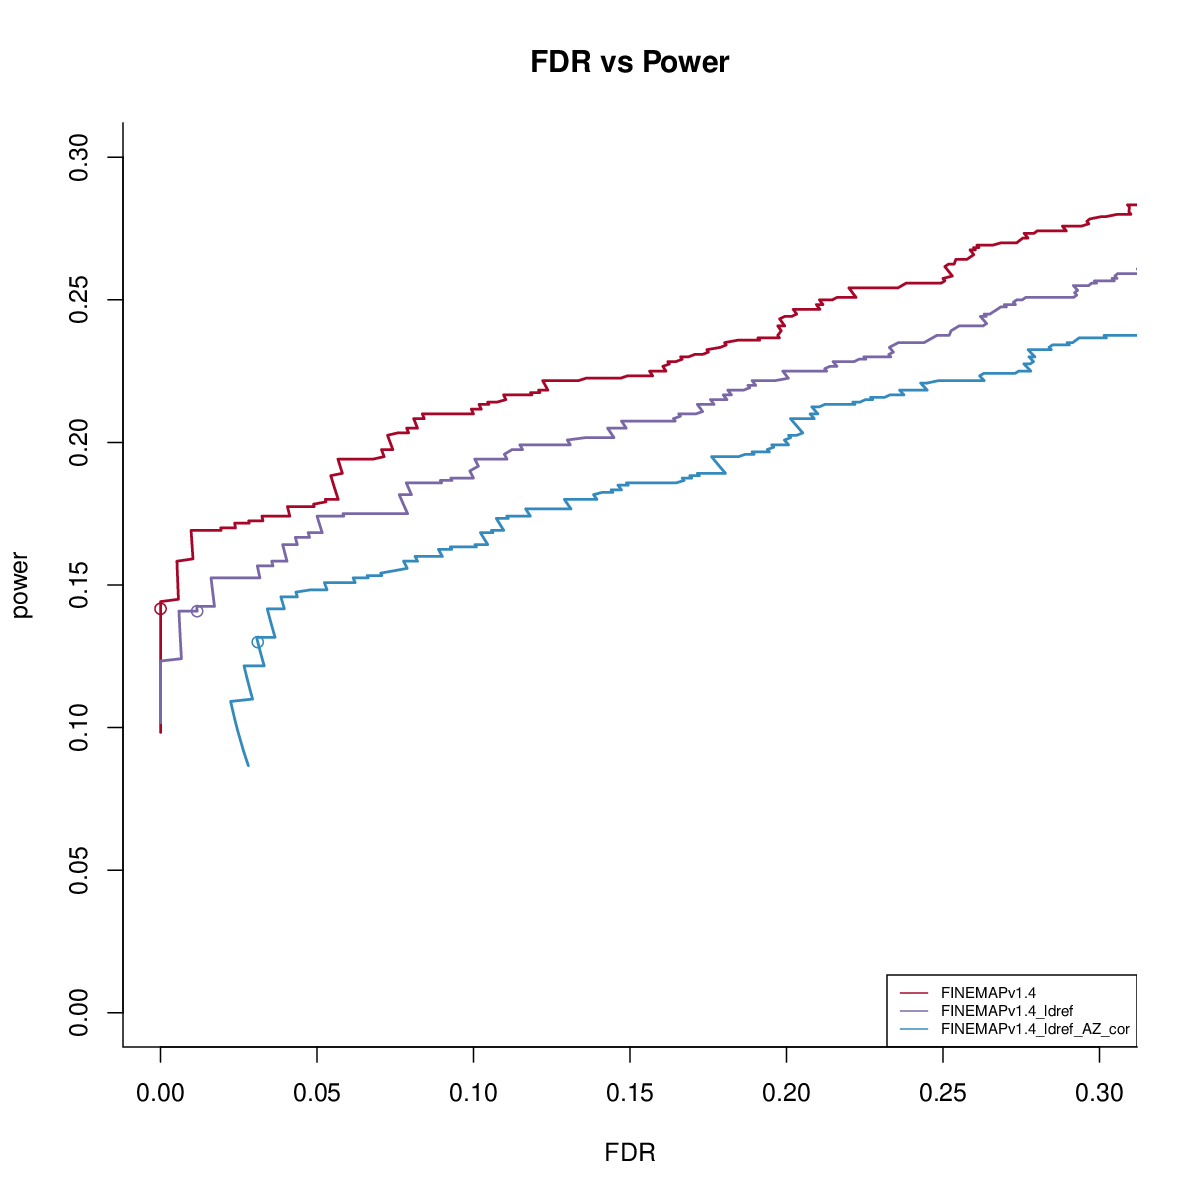 FDR vs Power
power
0.30
0.25
0.20
0.15
0.10
0.05
0.00
FINEMAPv1.4
FINEMAPv1.4_ldref
FINEMAPv1.4_ldref_AZ_cor
0.00 0.05 0.10 0.15 0.20 0.25 0.30
FDR